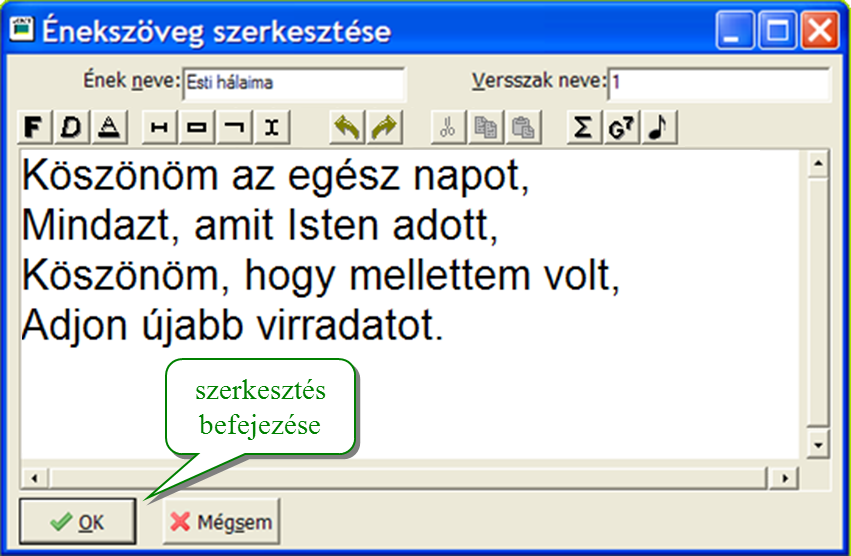 Énekszöveg szerkesztése
Ének neve: Esti hálaima Versszak neve: 1
F D A Σ G7
Köszönöm az egész napot,
Mindazt, amit Isten adott,
Köszönöm, hogy mellettem volt,
Adjon újabb virradatot.
szerkesztés
befejezése
OK Mégsem